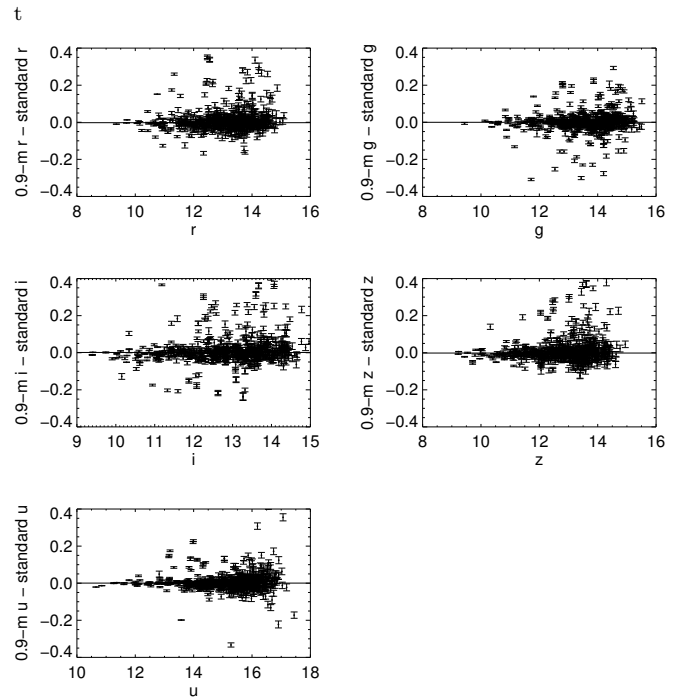 t
0.4
0.2
0.0
−0.2
−0.4
0.9−m r − standard r
8 10 12 14 16
r
0.4
0.2
0.0
−0.2
−0.4
0.9−m g − standard g
8 10 12 14 16
g
0.4
0.2
0.0
−0.2
−0.4
0.9−m i − standard i
9 10 11 12 13 14 15
i
0.4
0.2
0.0
−0.2
−0.4
0.9−m z − standard z
8 10 12 14 16
z
0.4
0.2
0.0
−0.2
−0.4
0.9−m u − standard u
10 12 14 16 18
u